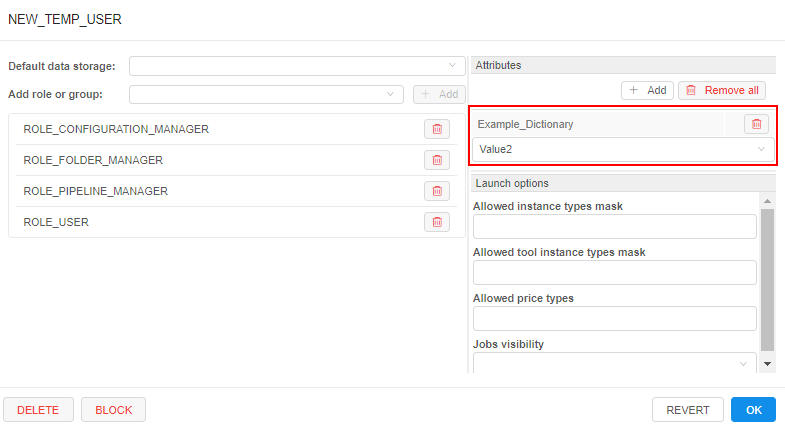 NEW_TEMP_USER
Default data storage:
Add role or group:
+ Add
ROLE_CONFIGURATION_MANAGER
ROLE_FOLDER_MANAGER
ROLE_PIPELINE_MANAGER
ROLE_USER
Attributes
+ Add
Remove all
Example_Dictionary
Value2
Launch options
Allowed instance types mask
Allowed tool instance types mask
Allowed price types
Jobs visibility
DELETE
BLOCK
REVERT
OK